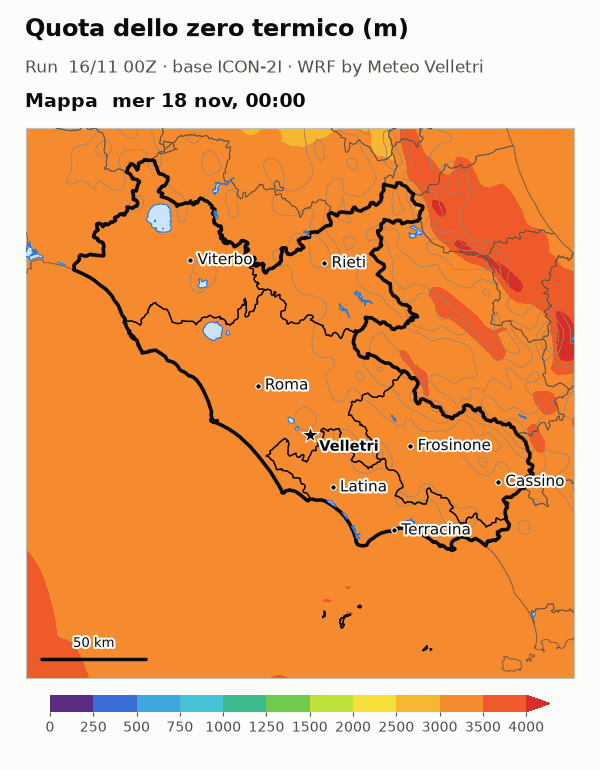 Quota dello zero termico (m)
Run  16/11 00Z · base ICON-2I · WRF by Meteo Velletri
Mappa  mer 18 nov, 00:00
Viterbo
Rieti
Roma
Velletri
Frosinone
Latina
Cassino
Terracina
50 km
0 250 500 750 1000 1250 1500 2000 2500 3000 3500 4000